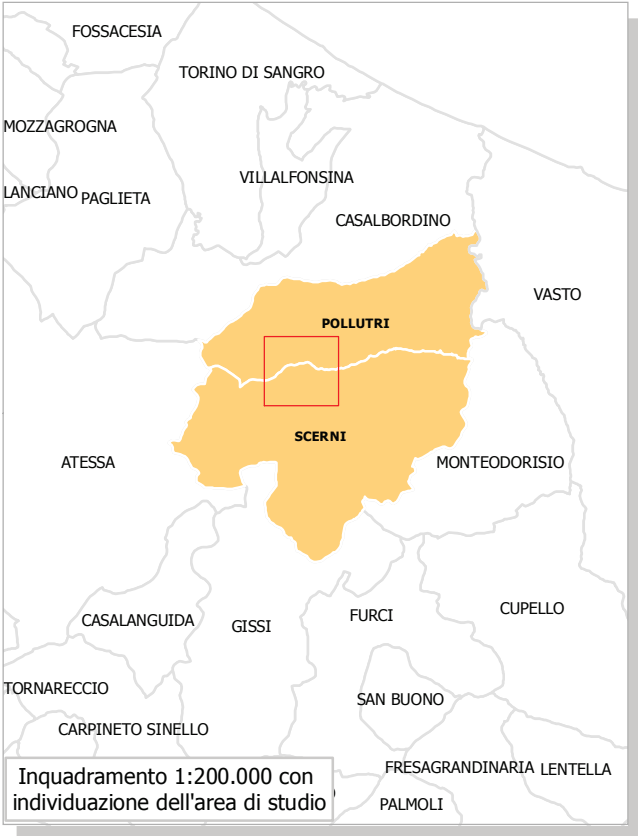 FOSSACESIA
TORINO DI SANGRO
MOZZAGROGNA
VILLALFONSINA
LANCIANO
PAGLIETA
CASALBORDINO
VASTO
POLLUTRI
SCERNI
ATESSA
MONTEODORISIO
CASALANGUIDA
GISSI
FURCI
CUPELLO
TORNARECCIO
SAN BUONO
CARPINETO SINELLO
FRESAGRANDINARIA
LENTELLA
PALMOLI
Inquadramento 1:200.000 con
individuazione dell'area di studio